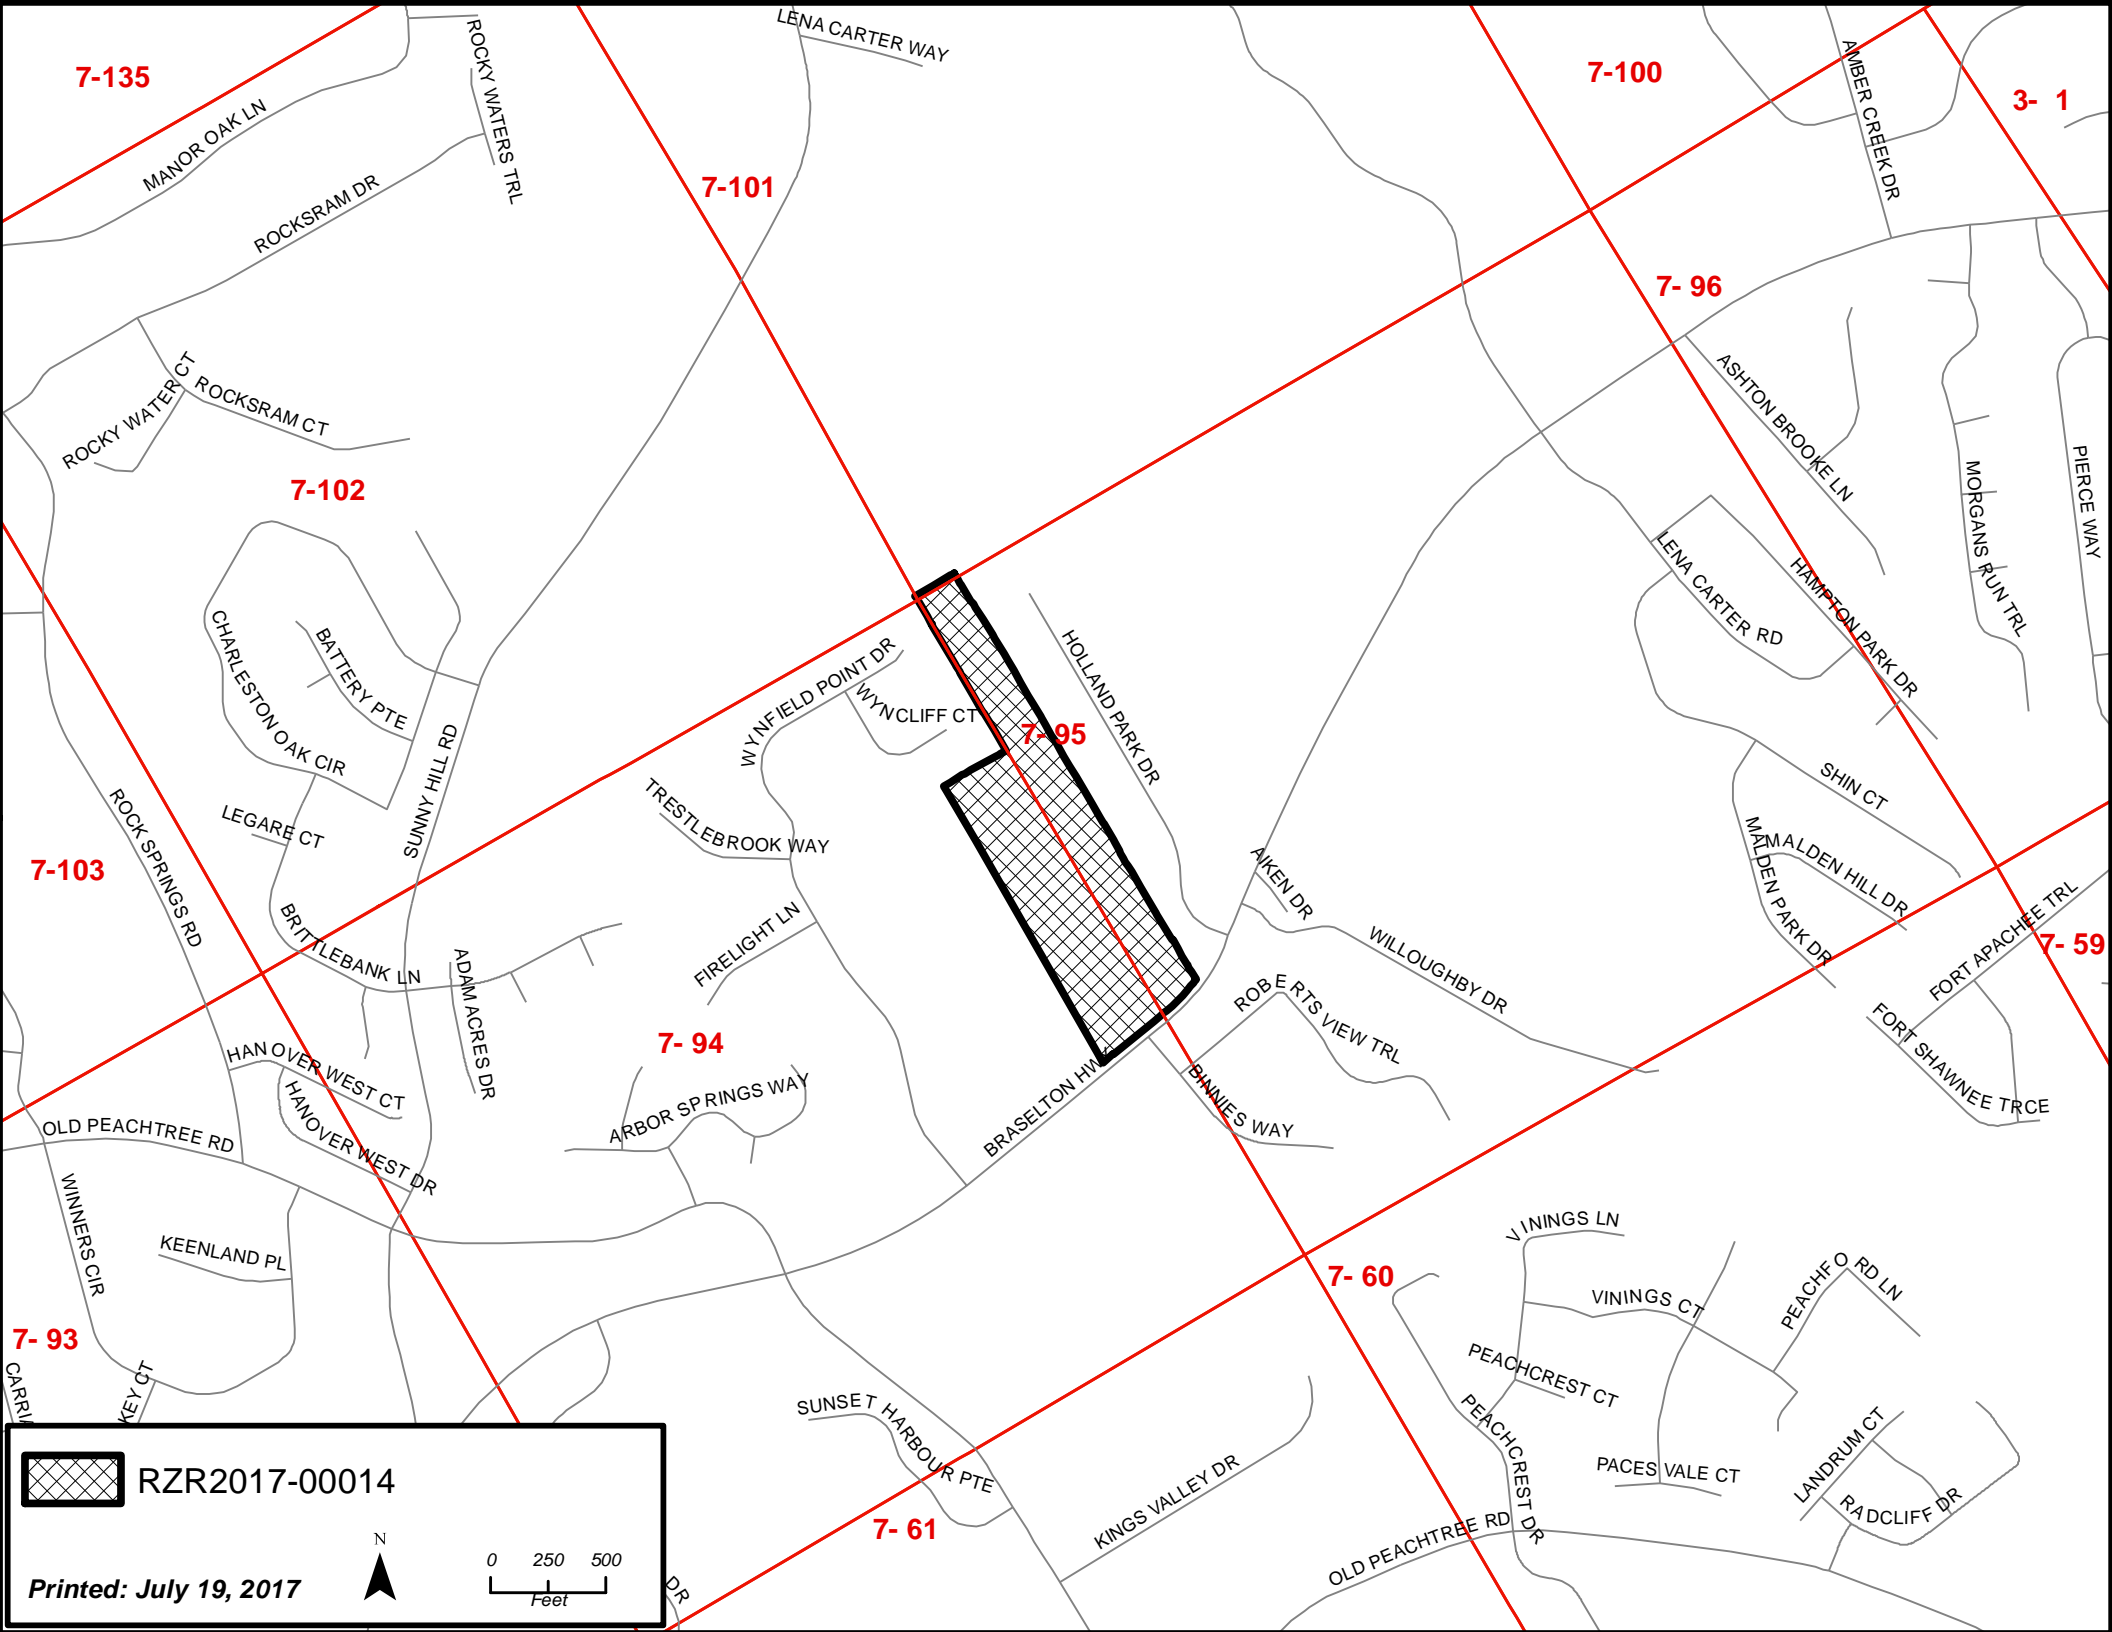 LENA CARTER WAY
ROCKY WATERS TRL
7-135
7-100
3- 1
AMBER CREEK DR
MANOR OAK LN
7-101
ROCKSRAM DR
7- 96
ROCKY WATER CT
ROCKSRAM CT
ASHTON BROOKE LN
MORGANS RUN TRL
PIERCE WAY
7-102
LENA CARTER RD
HAMPTON PARK DR
CHARLESTON OAK CIR
BATTERY PTE
WYNFIELD POINT DR
WYNCLIFF CT
HOLLAND PARK DR
7- 95
SUNNY HILL RD
TRESTLEBROOK WAY
SHIN CT
LEGARE CT
ROCK SPRINGS RD
7-103
AIKEN DR
MALDEN HILL DR
MALDEN PARK DR
BRITTLEBANK LN
FIRELIGHT LN
WILLOUGHBY DR
FORT APACHEE TRL
7- 59
ADAM ACRES DR
ROBERTS VIEW TRL
7- 94
FORT SHAWNEE TRCE
HANOVER WEST CT
HANOVER WEST DR
ARBOR SPRINGS WAY
BRASELTON HWY
BINNIES WAY
OLD PEACHTREE RD
WINNERS CIR
KEENLAND PL
VININGS LN
7- 60
VININGS CT
PEACHFORD LN
7- 93
CARRIA
KEY CT
PEACHCREST CT
PEACHCREST DR
SUNSET HARBOUR PTE
KINGS VALLEY DR
PACES VALE CT
LANDRUM CT
RADCLIFF DR
7- 61
OLD PEACHTREE RD
DR
RZR2017-00014
N
0 250 500
Feet
Printed: July 19, 2017